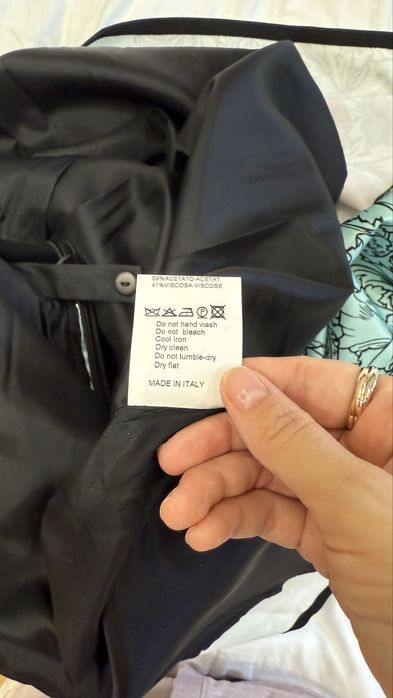 59%ACETATO-ACETAT
41%VISCOSA-VISCOSE
P
Do not hand wash
Do not bleach
Cool iron
Dry clean
Do not tumble-dry
Dry flat
MADE IN ITALY